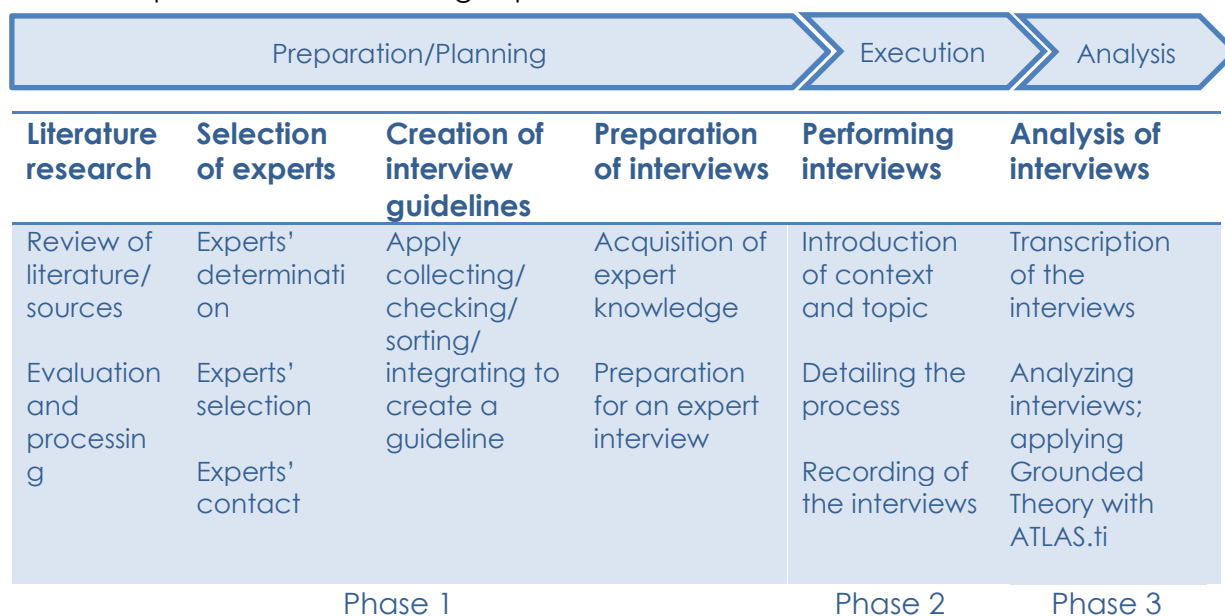 Preparation/Planning
Execution
Analysis
Literature
research
Selection
of experts
Creation of
interview
guidelines
Preparation
of interviews
Performing
interviews
Analysis of
interviews
Review of
literature/
sources
Evaluation
and
processin
g
Experts'
determinati
on
Experts'
selection
Experts'
contact
Apply
collecting/
checking/
sorting/
integrating to
create a
guideline
Acquisition of
expert
knowledge
Preparation
for an expert
interview
Introduction
of context
and topic
Detailing the
process
Recording of
the interviews
Transcription
of the
interviews
Analyzing
interviews;
applying
Grounded
Theory with
ATLAS.ti
Phase 1
Phase 2
Phase 3